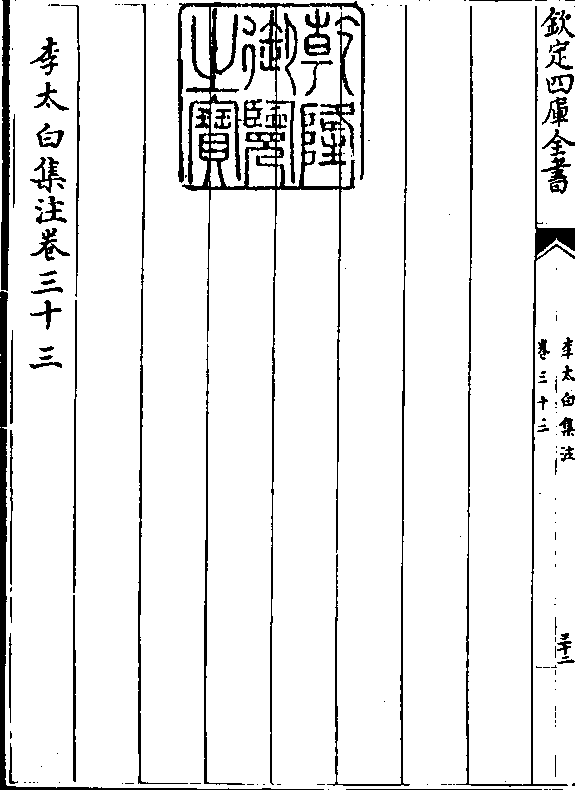 欽定四庫全書
李太白集注
卷三十三
三十二
乾隆
御覽
之寶
李太白集注卷三十三